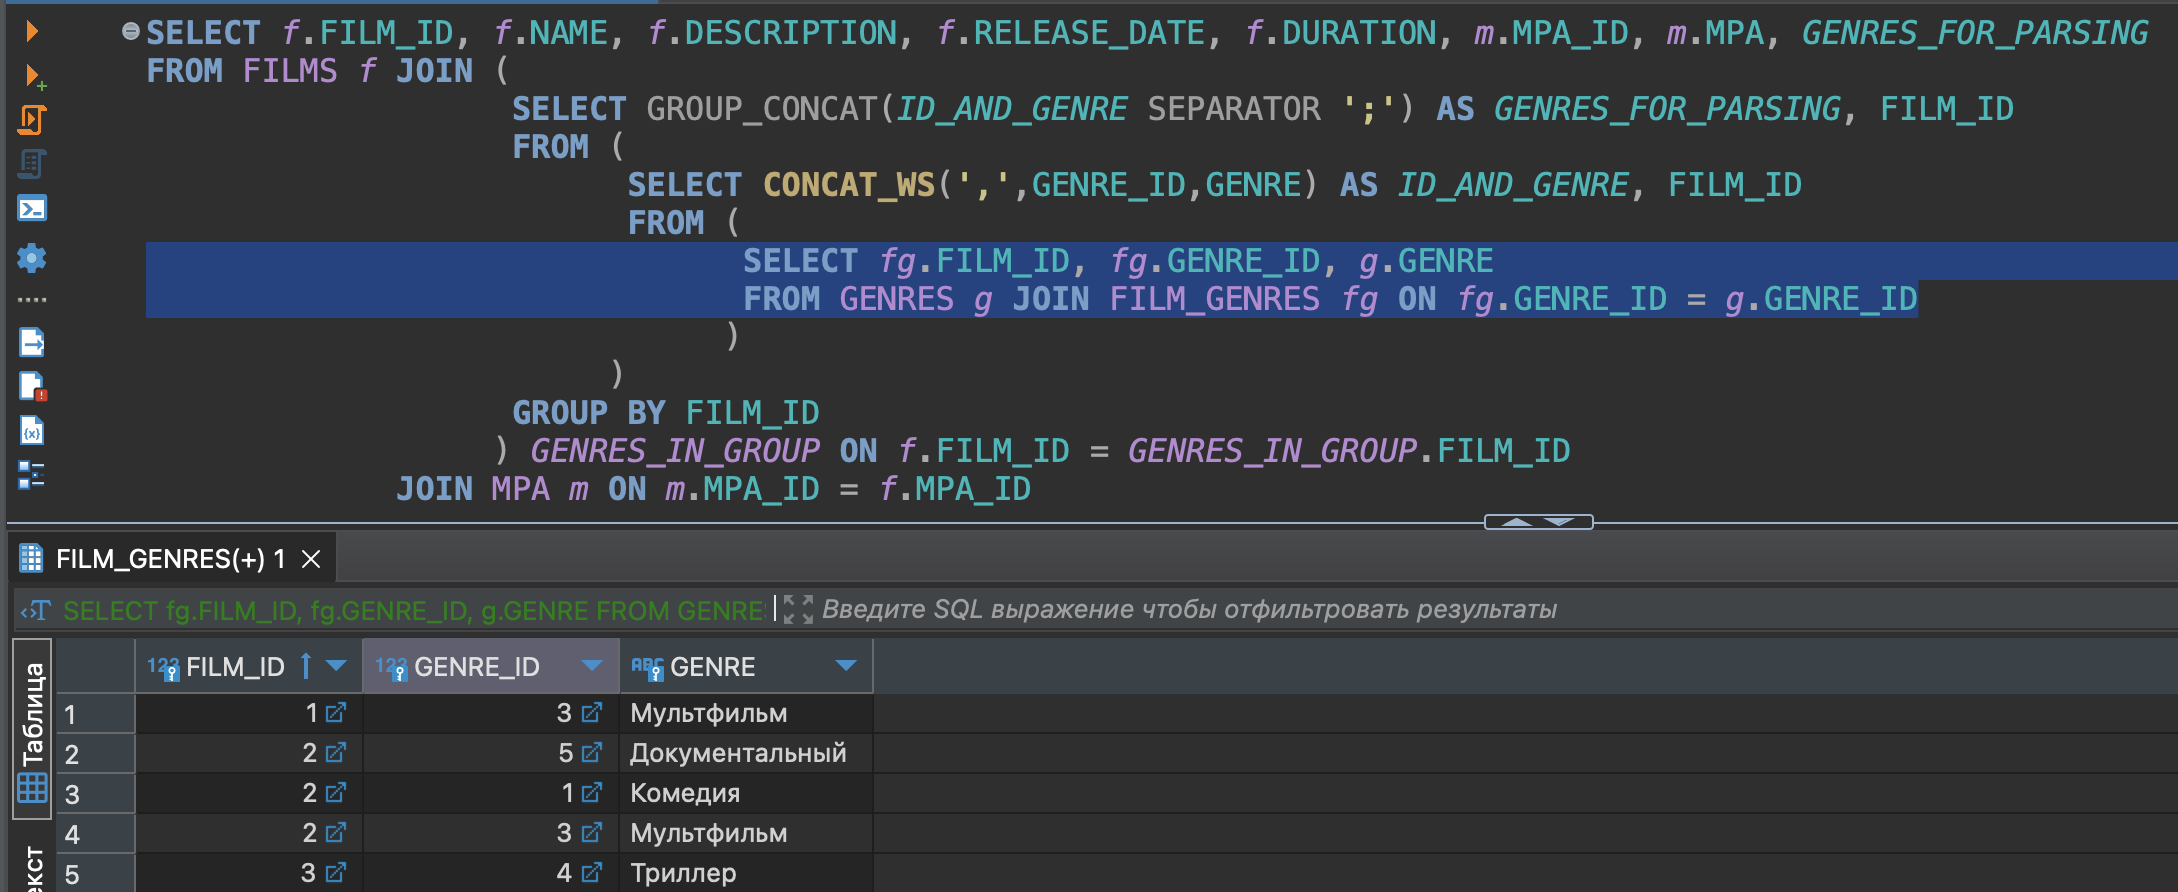 SELECT f.FILM_ID, f.NAME, f.DESCRIPTION, f.RELEASE_DATE, f.DURATION, m.MPA_ID, m.MPA, GENRES_FOR_PARSING
FROM FILMS f JOIN (
SELECT GROUP_CONCAT(ID_AND_GENRE SEPARATOR ';') AS GENRES_FOR_PARSING, FILM_ID
FROM (
SELECT CONCAT_WS(',',GENRE_ID,GENRE) AS ID_AND_GENRE, FILM_ID
FROM (
SELECT fg.FILM_ID, fg.GENRE_ID, g.GENRE
FROM GENRES g JOIN FILM_GENRES fg ON fg.GENRE_ID = g.GENRE_ID
)
)
GROUP BY FILM_ID
) GENRES_IN_GROUP ON f.FILM_ID = GENRES_IN_GROUP.FILM_ID
JOIN MPA m ON m.MPA_ID = f.MPA_ID
FILM_GENRES(+) 1
SELECT fg.FILM_ID, fg.GENRE_ID, g.GENRE FROM GENRE Введите SQL выражение чтобы отфильтровать результаты
Таблица
123 FILM_ID 123 GENRE_ID ABC GENRE
1 1 3 Мультфильм
2 2 5 Документальный
3 2 1 Комедия
4 2 3 Мультфильм
5 3 4 Триллер